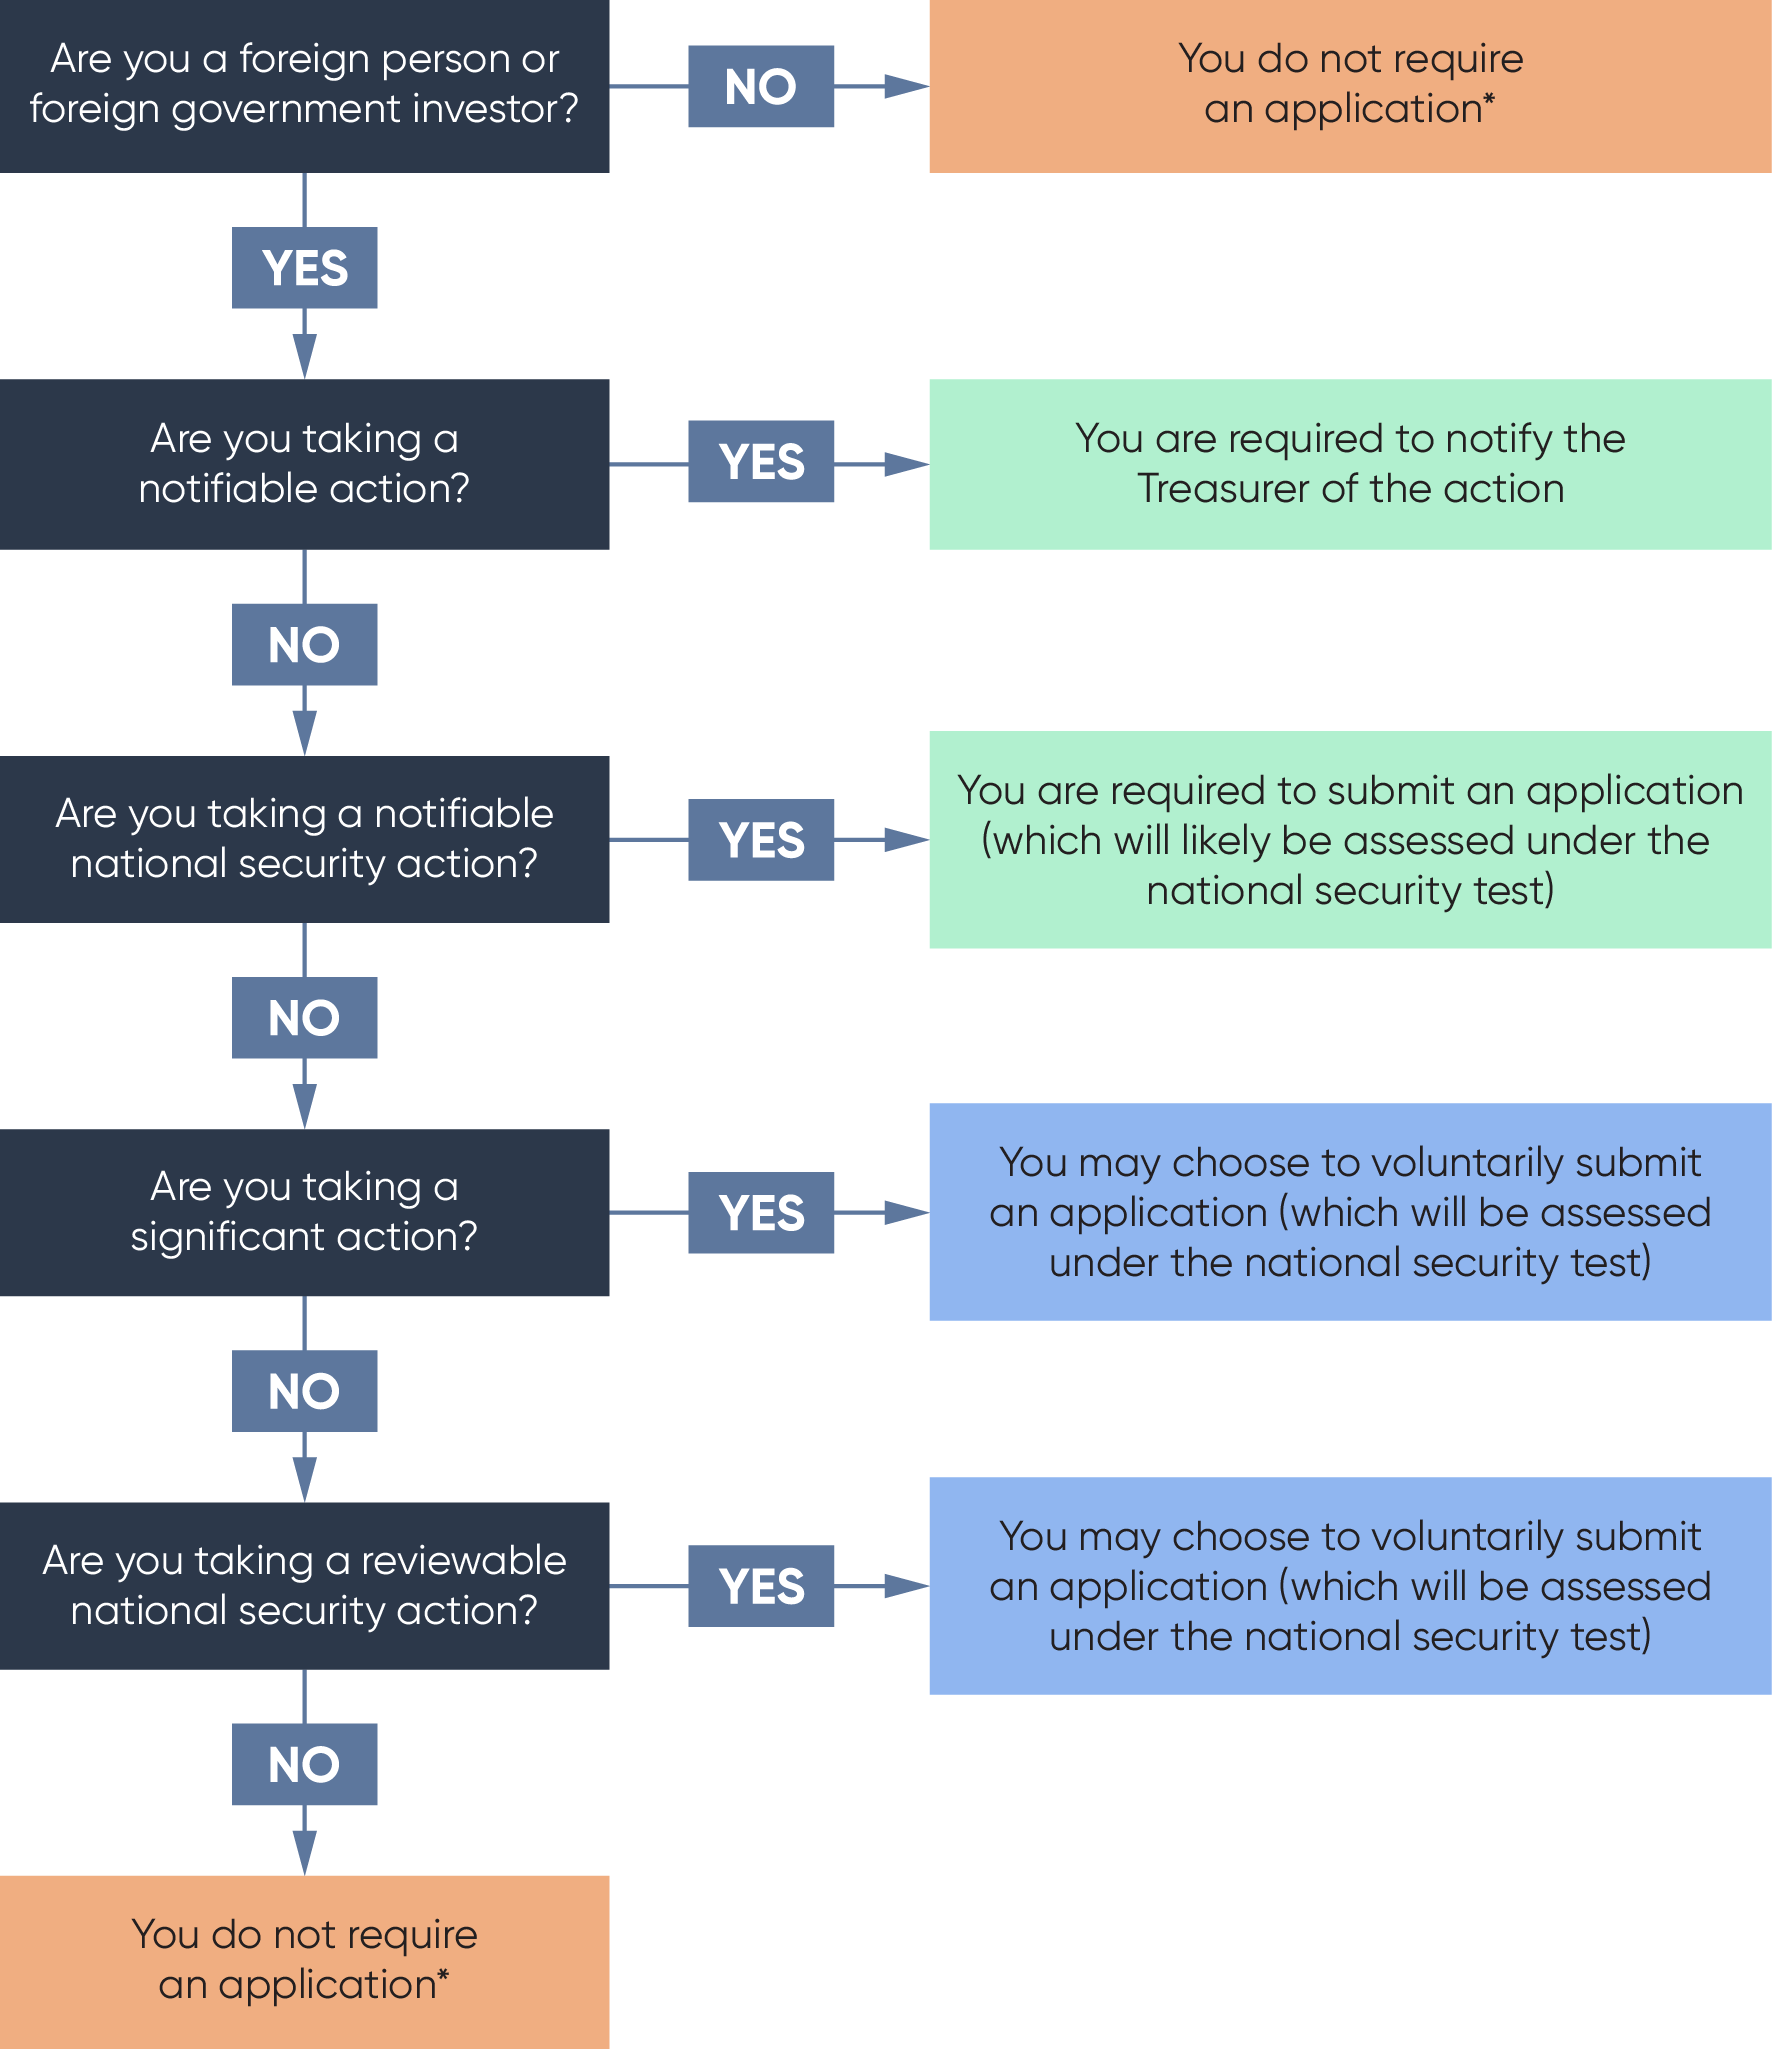 Are you a foreign person or
foreign government investor?
NO
You do not require
an application*
YES
Are you taking a
notifiable action?
YES
You are required to notify the
Treasurer of the action
NO
Are you taking a notifiable
national security action?
YES
You are required to submit an application
(which will likely be assessed under the
national security test)
NO
Are you taking a
significant action?
YES
You may choose to voluntarily submit
an application (which will be assessed
under the national security test)
NO
Are you taking a reviewable
national security action?
YES
You may choose to voluntarily submit
an application (which will be assessed
under the national security test)
NO
You do not require
an application*